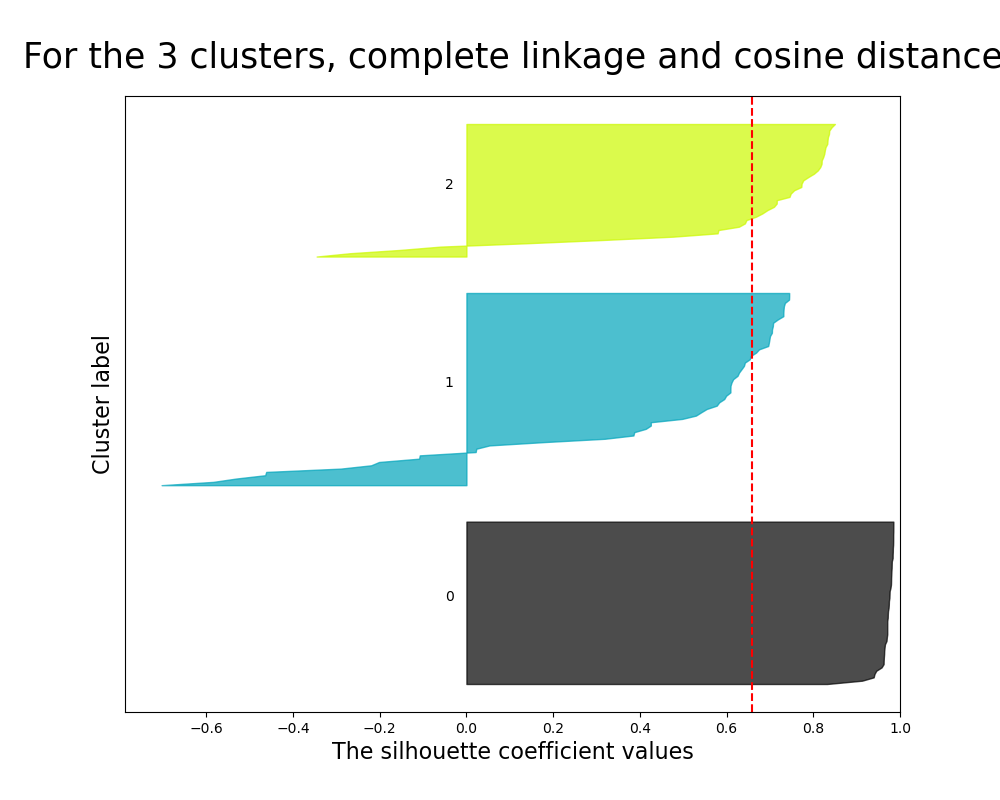 For the 3 clusters, complete linkage and cosine distance
2
1
0
Cluster label
−0.6 −0.4 −0.2 0.0 0.2 0.4 0.6 0.8 1.0
The silhouette coefficient values